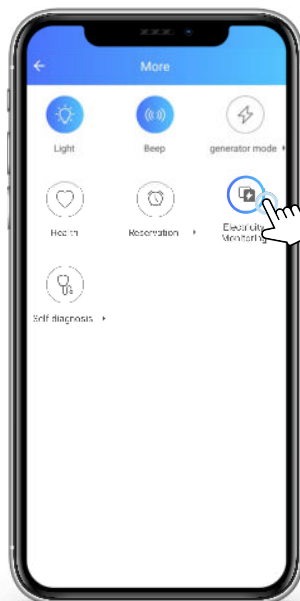 More
Light
Beep
generator mode
Health
Reservation
Electricity
Monitoring
Self diagnosis